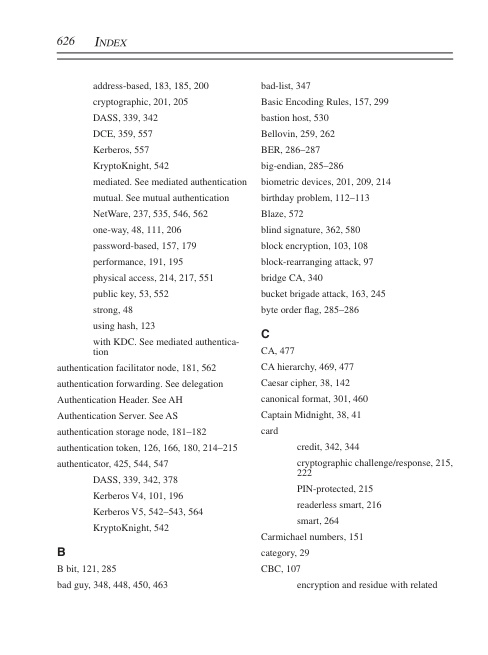 626 INDEX
address-based, 183, 185, 200
cryptographic, 201, 205
DASS, 339, 342
DCE, 359, 557
Kerberos, 557
KryptoKnight, 542
mediated. See mediated authentication
mutual. See mutual authentication
NetWare, 237, 535, 546, 562
one-way, 48, 111, 206
password-based, 157, 179
performance, 191, 195
physical access, 214, 217, 551
public key, 53, 552
strong, 48
using hash, 123
with KDC. See mediated authentica-
tion
authentication facilitator node, 181, 562
authentication forwarding. See delegation
Authentication Header. See AH
Authentication Server. See AS
authentication storage node, 181–182
authentication token, 126, 166, 180, 214–215
authenticator, 425, 544, 547
DASS, 339, 342, 378
Kerberos V4, 101, 196
Kerberos V5, 542–543, 564
KryptoKnight, 542
B
B bit, 121, 285
bad guy, 348, 448, 450, 463
bad-list, 347
Basic Encoding Rules, 157, 299
bastion host, 530
Bellovin, 259, 262
BER, 286–287
big-endian, 285–286
biometric devices, 201, 209, 214
birthday problem, 112–113
Blaze, 572
blind signature, 362, 580
block encryption, 103, 108
block-rearranging attack, 97
bridge CA, 340
bucket brigade attack, 163, 245
byte order flag, 285–286
C
CA, 477
CA hierarchy, 469, 477
Caesar cipher, 38, 142
canonical format, 301, 460
Captain Midnight, 38, 41
card
credit, 342, 344
cryptographic challenge/response, 215,
222
PIN-protected, 215
readerless smart, 216
smart, 264
Carmichael numbers, 151
category, 29
CBC, 107
encryption and residue with related